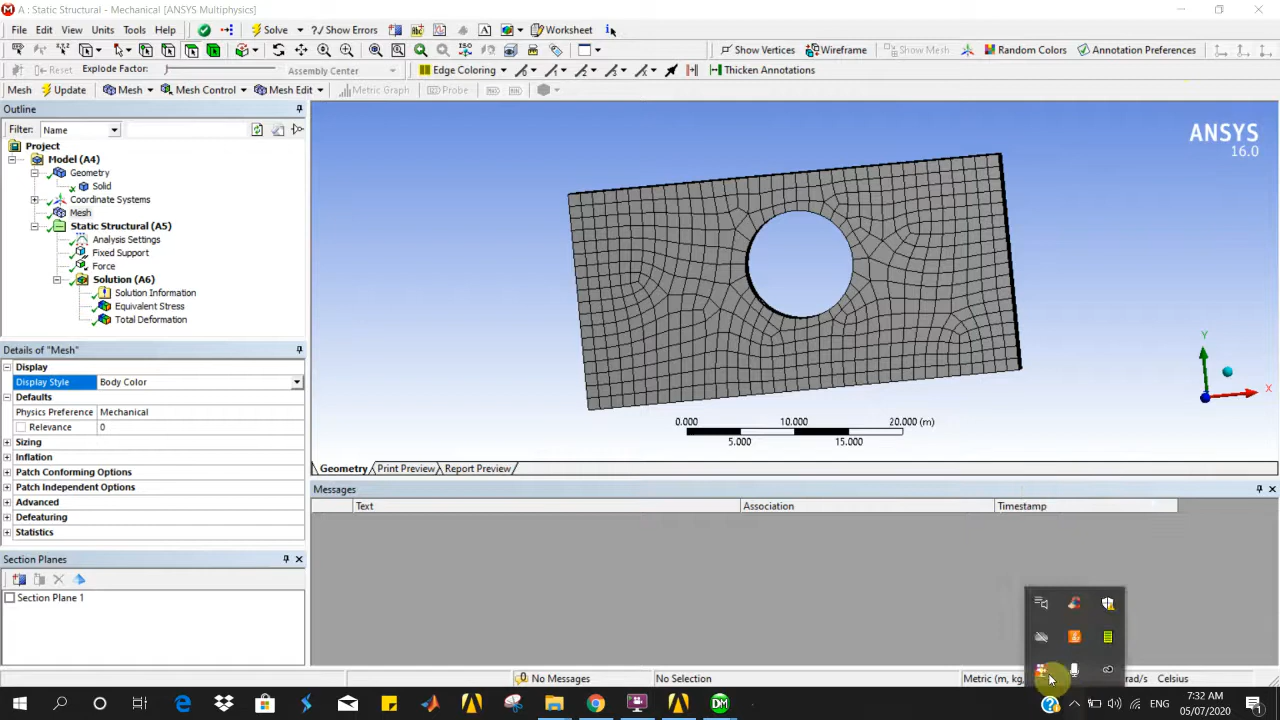 A : Static Structural - Mechanical [ANSYS Multiphysics]
File Edit View Units Tools Help Solve ?/ Show Errors Worksheet
Show Vertices Wireframe Show Mesh Random Colors Annotation Preferences
Reset Explode Factor: Assembly Center Edge Coloring Thicken Annotations
Mesh Update Mesh Mesh Control Mesh Edit Metric Graph Probe
Outline
Filter: Name
Project
Model (A4)
Geometry
Solid
Coordinate Systems
Mesh
Static Structural (A5)
Analysis Settings
Fixed Support
Force
Solution (A6)
Solution Information
Equivalent Stress
Total Deformation
Details of "Mesh"
Display
Display Style Body Color
Defaults
Physics Preference Mechanical
Relevance 0
Sizing
Inflation
Patch Conforming Options
Patch Independent Options
Advanced
Defeaturing
Statistics
Section Planes
Section Plane 1
ANSYS
16.0
Y
X
0.000 10.000 20.000 (m)
5.000 15.000
Geometry Print Preview Report Preview
Messages
Text Association Timestamp
No Messages No Selection Metric (m, kg, rad/s Celsius
ENG 7:32 AM
05/07/2020